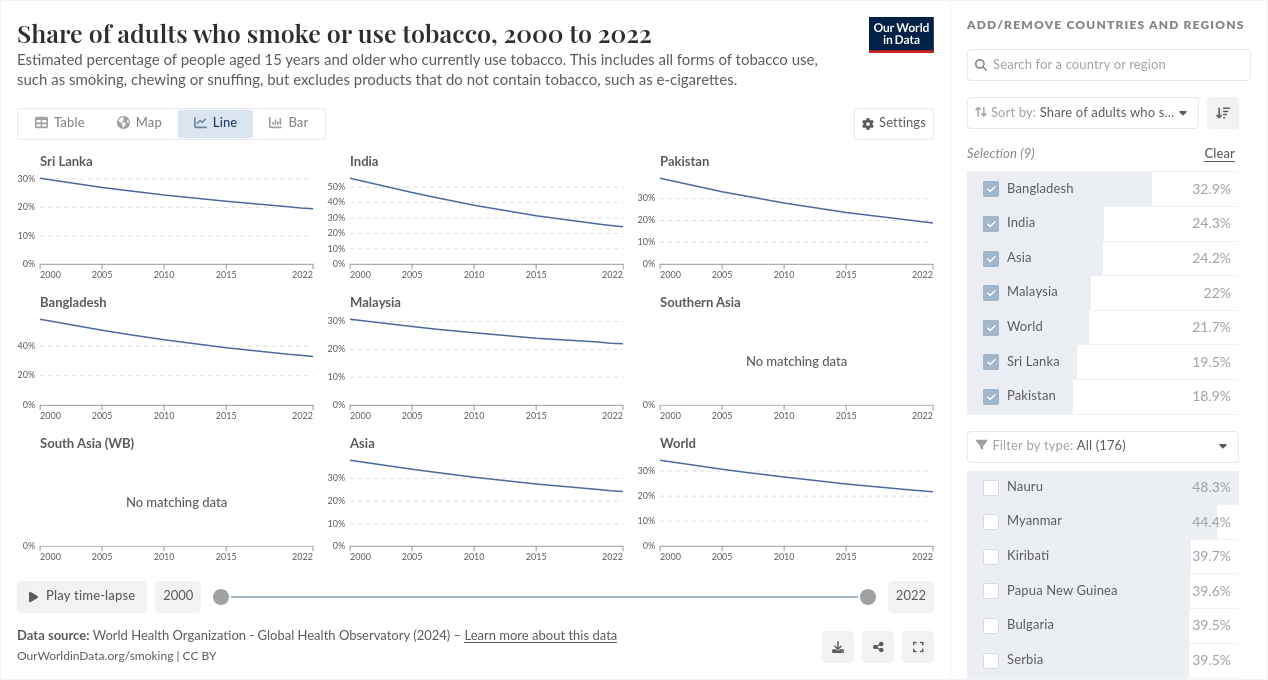 Share of adults who smoke or use tobacco, 2000 to 2022
Our World
in Data
Estimated percentage of people aged 15 years and older who currently use tobacco. This includes all forms of tobacco use,
such as smoking, chewing or snuffing, but excludes products that do not contain tobacco, such as e-cigarettes.
Table
Map
Line
Bar
Settings
Sri Lanka
30%
20%
10%
0%
2000 2005 2010 2015 2022
India
50%
40%
30%
20%
10%
0%
2000 2005 2010 2015 2022
Pakistan
30%
20%
10%
0%
2000 2005 2010 2015 2022
Bangladesh
40%
20%
0%
2000 2005 2010 2015 2022
Malaysia
30%
20%
10%
0%
2000 2005 2010 2015 2022
Southern Asia
No matching data
0%
2000 2005 2010 2015 2022
South Asia (WB)
No matching data
0%
2000 2005 2010 2015 2022
Asia
30%
20%
10%
0%
2000 2005 2010 2015 2022
World
30%
20%
10%
0%
2000 2005 2010 2015 2022
Play time-lapse
2000
2022
Data source: World Health Organization - Global Health Observatory (2024) – Learn more about this data
OurWorldinData.org/smoking | CC BY
ADD/REMOVE COUNTRIES AND REGIONS
Search for a country or region
Sort by: Share of adults who s...
Selection (9) Clear
Bangladesh 32.9%
India 24.3%
Asia 24.2%
Malaysia 22%
World 21.7%
Sri Lanka 19.5%
Pakistan 18.9%
Filter by type: All (176)
Nauru 48.3%
Myanmar 44.4%
Kiribati 39.7%
Papua New Guinea 39.6%
Bulgaria 39.5%
Serbia 39.5%